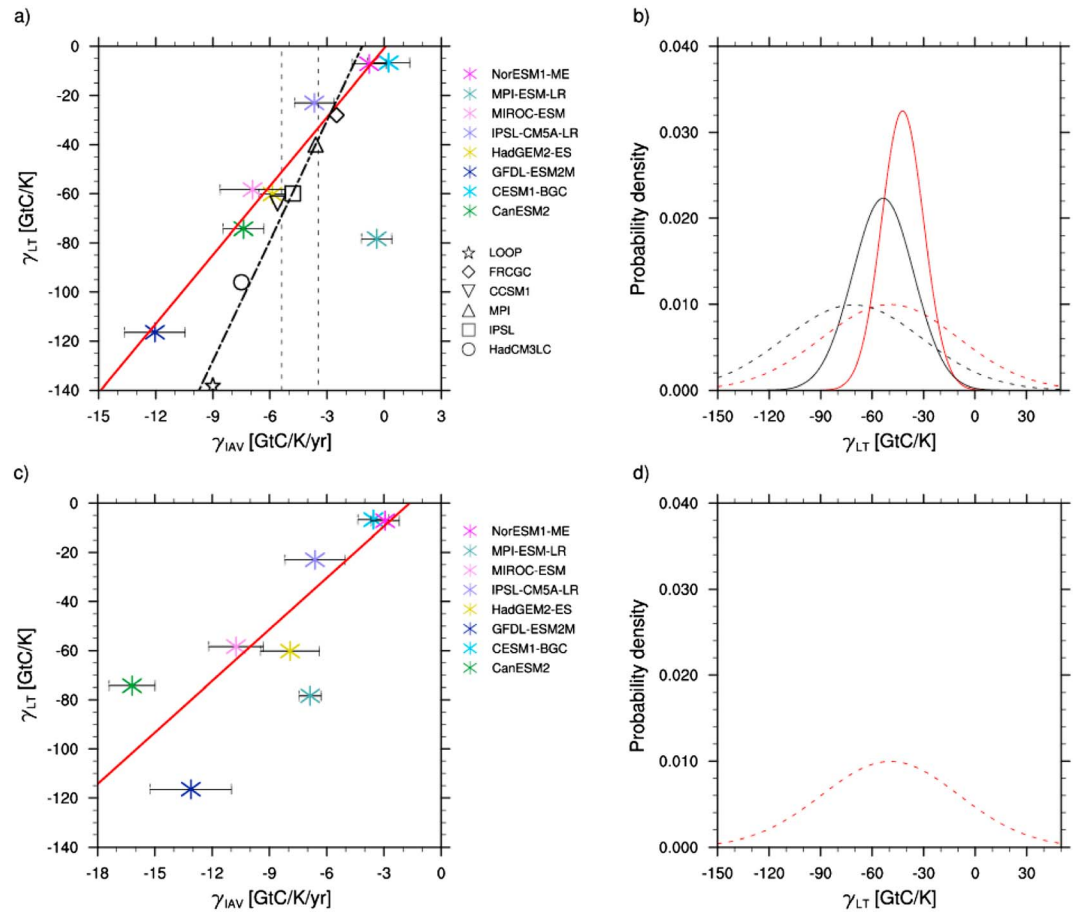 a)
0
-20
-40
-60
-80
-100
-120
-140
γLT [GtC/K]
-15 -12 -9 -6 -3 0 3
γIAV [GtC/K/yr]
NorESM1-ME
MPI-ESM-LR
MIROC-ESM
IPSL-CM5A-LR
HadGEM2-ES
GFDL-ESM2M
CESM1-BGC
CanESM2
LOOP
FRCGC
CCSM1
MPI
IPSL
HadCM3LC
b)
0.040
0.030
0.020
0.010
0.000
Probability density
-150 -120 -90 -60 -30 0 30
γLT [GtC/K]
c)
0
-20
-40
-60
-80
-100
-120
-140
γLT [GtC/K]
-18 -15 -12 -9 -6 -3 0
γIAV [GtC/K/yr]
NorESM1-ME
MPI-ESM-LR
MIROC-ESM
IPSL-CM5A-LR
HadGEM2-ES
GFDL-ESM2M
CESM1-BGC
CanESM2
d)
0.040
0.030
0.020
0.010
0.000
Probability density
-150 -120 -90 -60 -30 0 30
γLT [GtC/K]